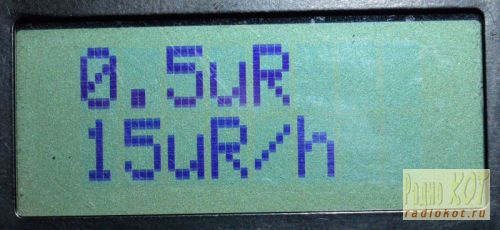 0.5uR
15uR/h
Радио КОТ
radiokot.ru